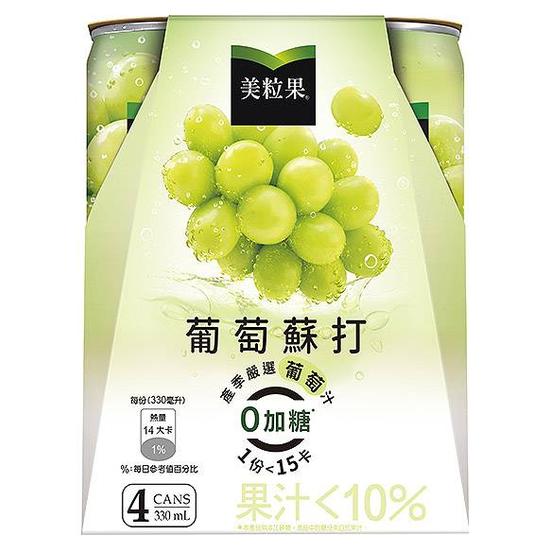 美粒果®
葡萄蘇打
產季嚴選葡萄汁
0加糖*
1份<15卡
每份(330毫升)
熱量
14大卡
1%
%:每日參考值百分比
4 CANS
330 mL
果汁<10%